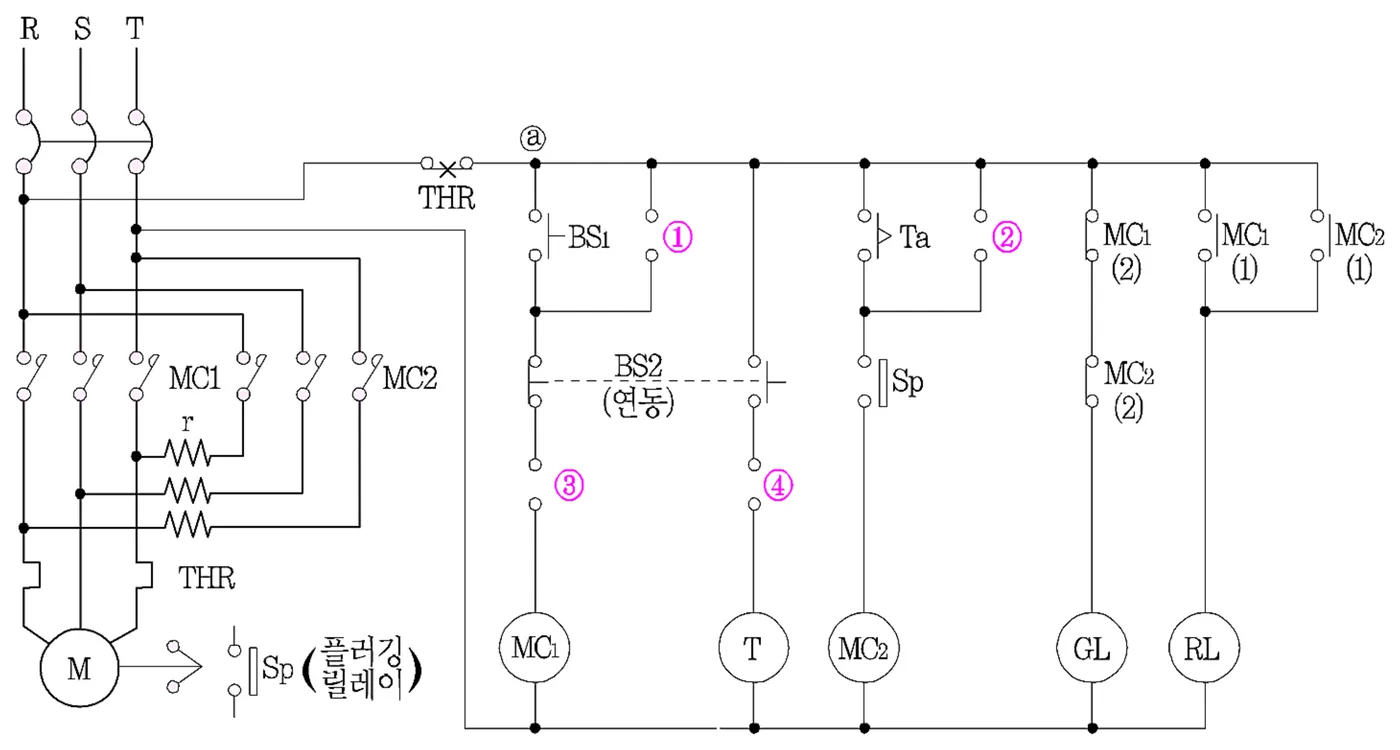 R S T
ⓐ
THR
BS1
①
Ta
②
MC1
(2)
MC1
(1)
MC2
(1)
MC1
MC2
BS2
(연동)
Sp
MC2
(2)
r
③
④
THR
M
Sp
(플러깅
릴레이)
MC1
T
MC2
GL
RL